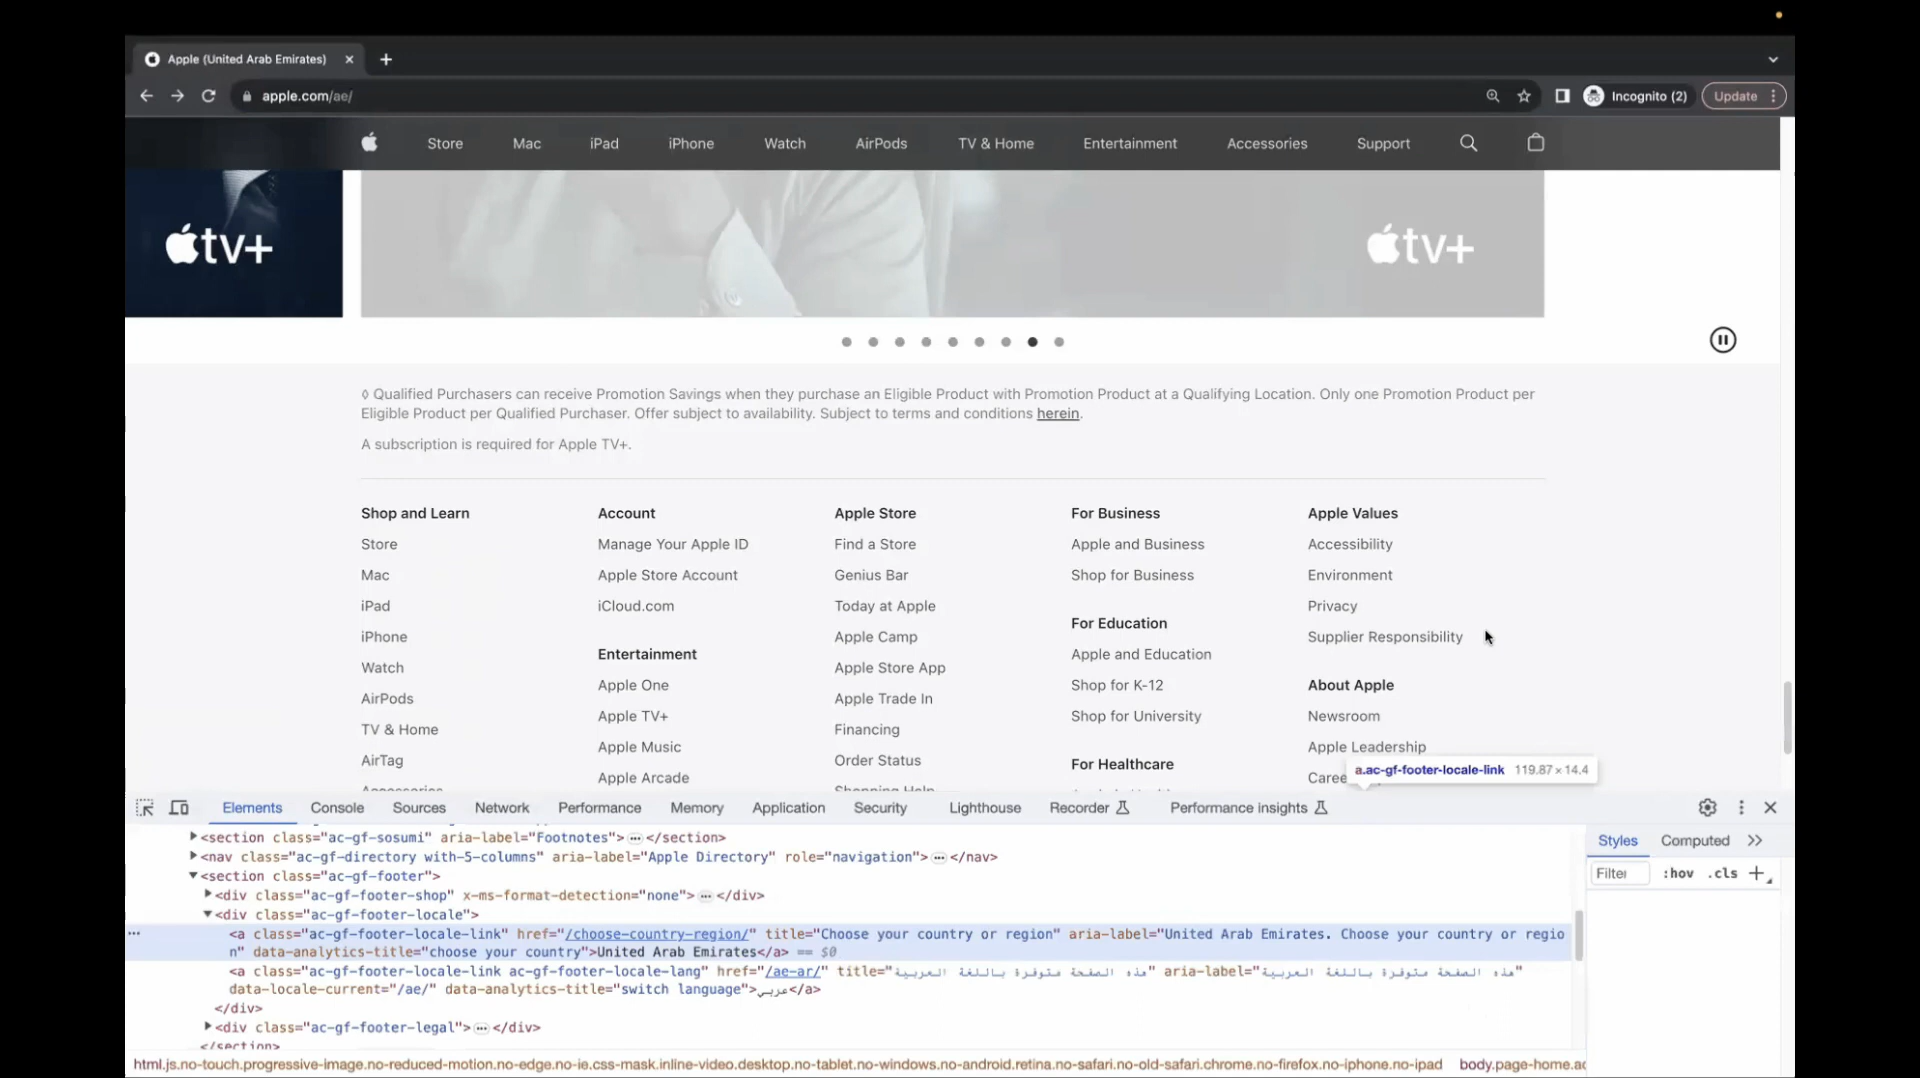 Apple (United Arab Emirates)
apple.com/ae/
Incognito (2)
Update
Store Mac iPad iPhone Watch AirPods TV & Home Entertainment Accessories Support
tv+
tv+
◊ Qualified Purchasers can receive Promotion Savings when they purchase an Eligible Product with Promotion Product at a Qualifying Location. Only one Promotion Product per
Eligible Product per Qualified Purchaser. Offer subject to availability. Subject to terms and conditions herein.
A subscription is required for Apple TV+.
Shop and Learn
Store
Mac
iPad
iPhone
Watch
AirPods
TV & Home
AirTag
Accessories
Account
Manage Your Apple ID
Apple Store Account
iCloud.com
Entertainment
Apple One
Apple TV+
Apple Music
Apple Arcade
Apple Store
Find a Store
Genius Bar
Today at Apple
Apple Camp
Apple Store App
Apple Trade In
Financing
Order Status
Shopping Help
For Business
Apple and Business
Shop for Business
For Education
Apple and Education
Shop for K-12
Shop for University
For Healthcare
Apple Values
Accessibility
Environment
Privacy
Supplier Responsibility
About Apple
Newsroom
Apple Leadership
Caree
a.ac-gf-footer-locale-link 119.87 × 14.4
Elements Console Sources Network Performance Memory Application Security Lighthouse Recorder Performance insights
<section class="ac-gf-sosumi" aria-label="Footnotes"> … </section>
<nav class="ac-gf-directory with-5-columns" aria-label="Apple Directory" role="navigation"> … </nav>
<section class="ac-gf-footer">
<div class="ac-gf-footer-shop" x-ms-format-detection="none"> … </div>
<div class="ac-gf-footer-locale">
<a class="ac-gf-footer-locale-link" href="/choose-country-region/" title="Choose your country or region" aria-label="United Arab Emirates. Choose your country or regio
n" data-analytics-title="choose your country">United Arab Emirates</a> == $0
<a class="ac-gf-footer-locale-link ac-gf-footer-locale-lang" href="/ae-ar/" title="هذه الصفحة متوفرة باللغة العربية" aria-label="هذه الصفحة متوفرة باللغة العربية"
data-locale-current="/ae/" data-analytics-title="switch language">عربي</a>
</div>
<div class="ac-gf-footer-legal"> … </div>
</section>
html.js.no-touch.progressive-image.no-reduced-motion.no-edge.no-ie.css-mask.inline-video.desktop.no-tablet.no-windows.no-android.retina.no-safari.no-old-safari.chrome.no-firefox.no-iphone.no-ipad body.page-home.ac
Styles Computed
Filter :hov .cls